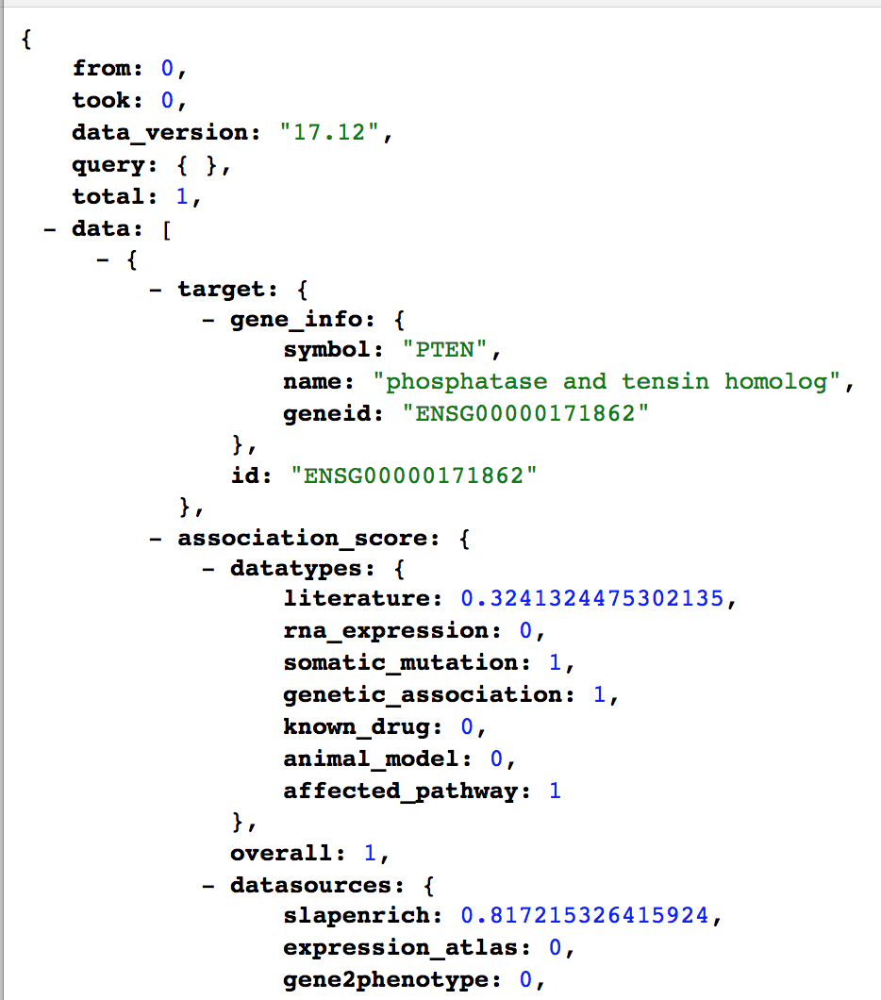 {
from: 0,
took: 0,
data_version: "17.12",
query: { },
total: 1,
- data: [
- {
- target: {
- gene_info: {
symbol: "PTEN",
name: "phosphatase and tensin homolog",
geneid: "ENSG00000171862"
},
id: "ENSG00000171862"
},
- association_score: {
- datatypes: {
literature: 0.3241324475302135,
rna_expression: 0,
somatic_mutation: 1,
genetic_association: 1,
known_drug: 0,
animal_model: 0,
affected_pathway: 1
},
overall: 1,
- datasources: {
slapenrich: 0.817215326415924,
expression_atlas: 0,
gene2phenotype: 0,